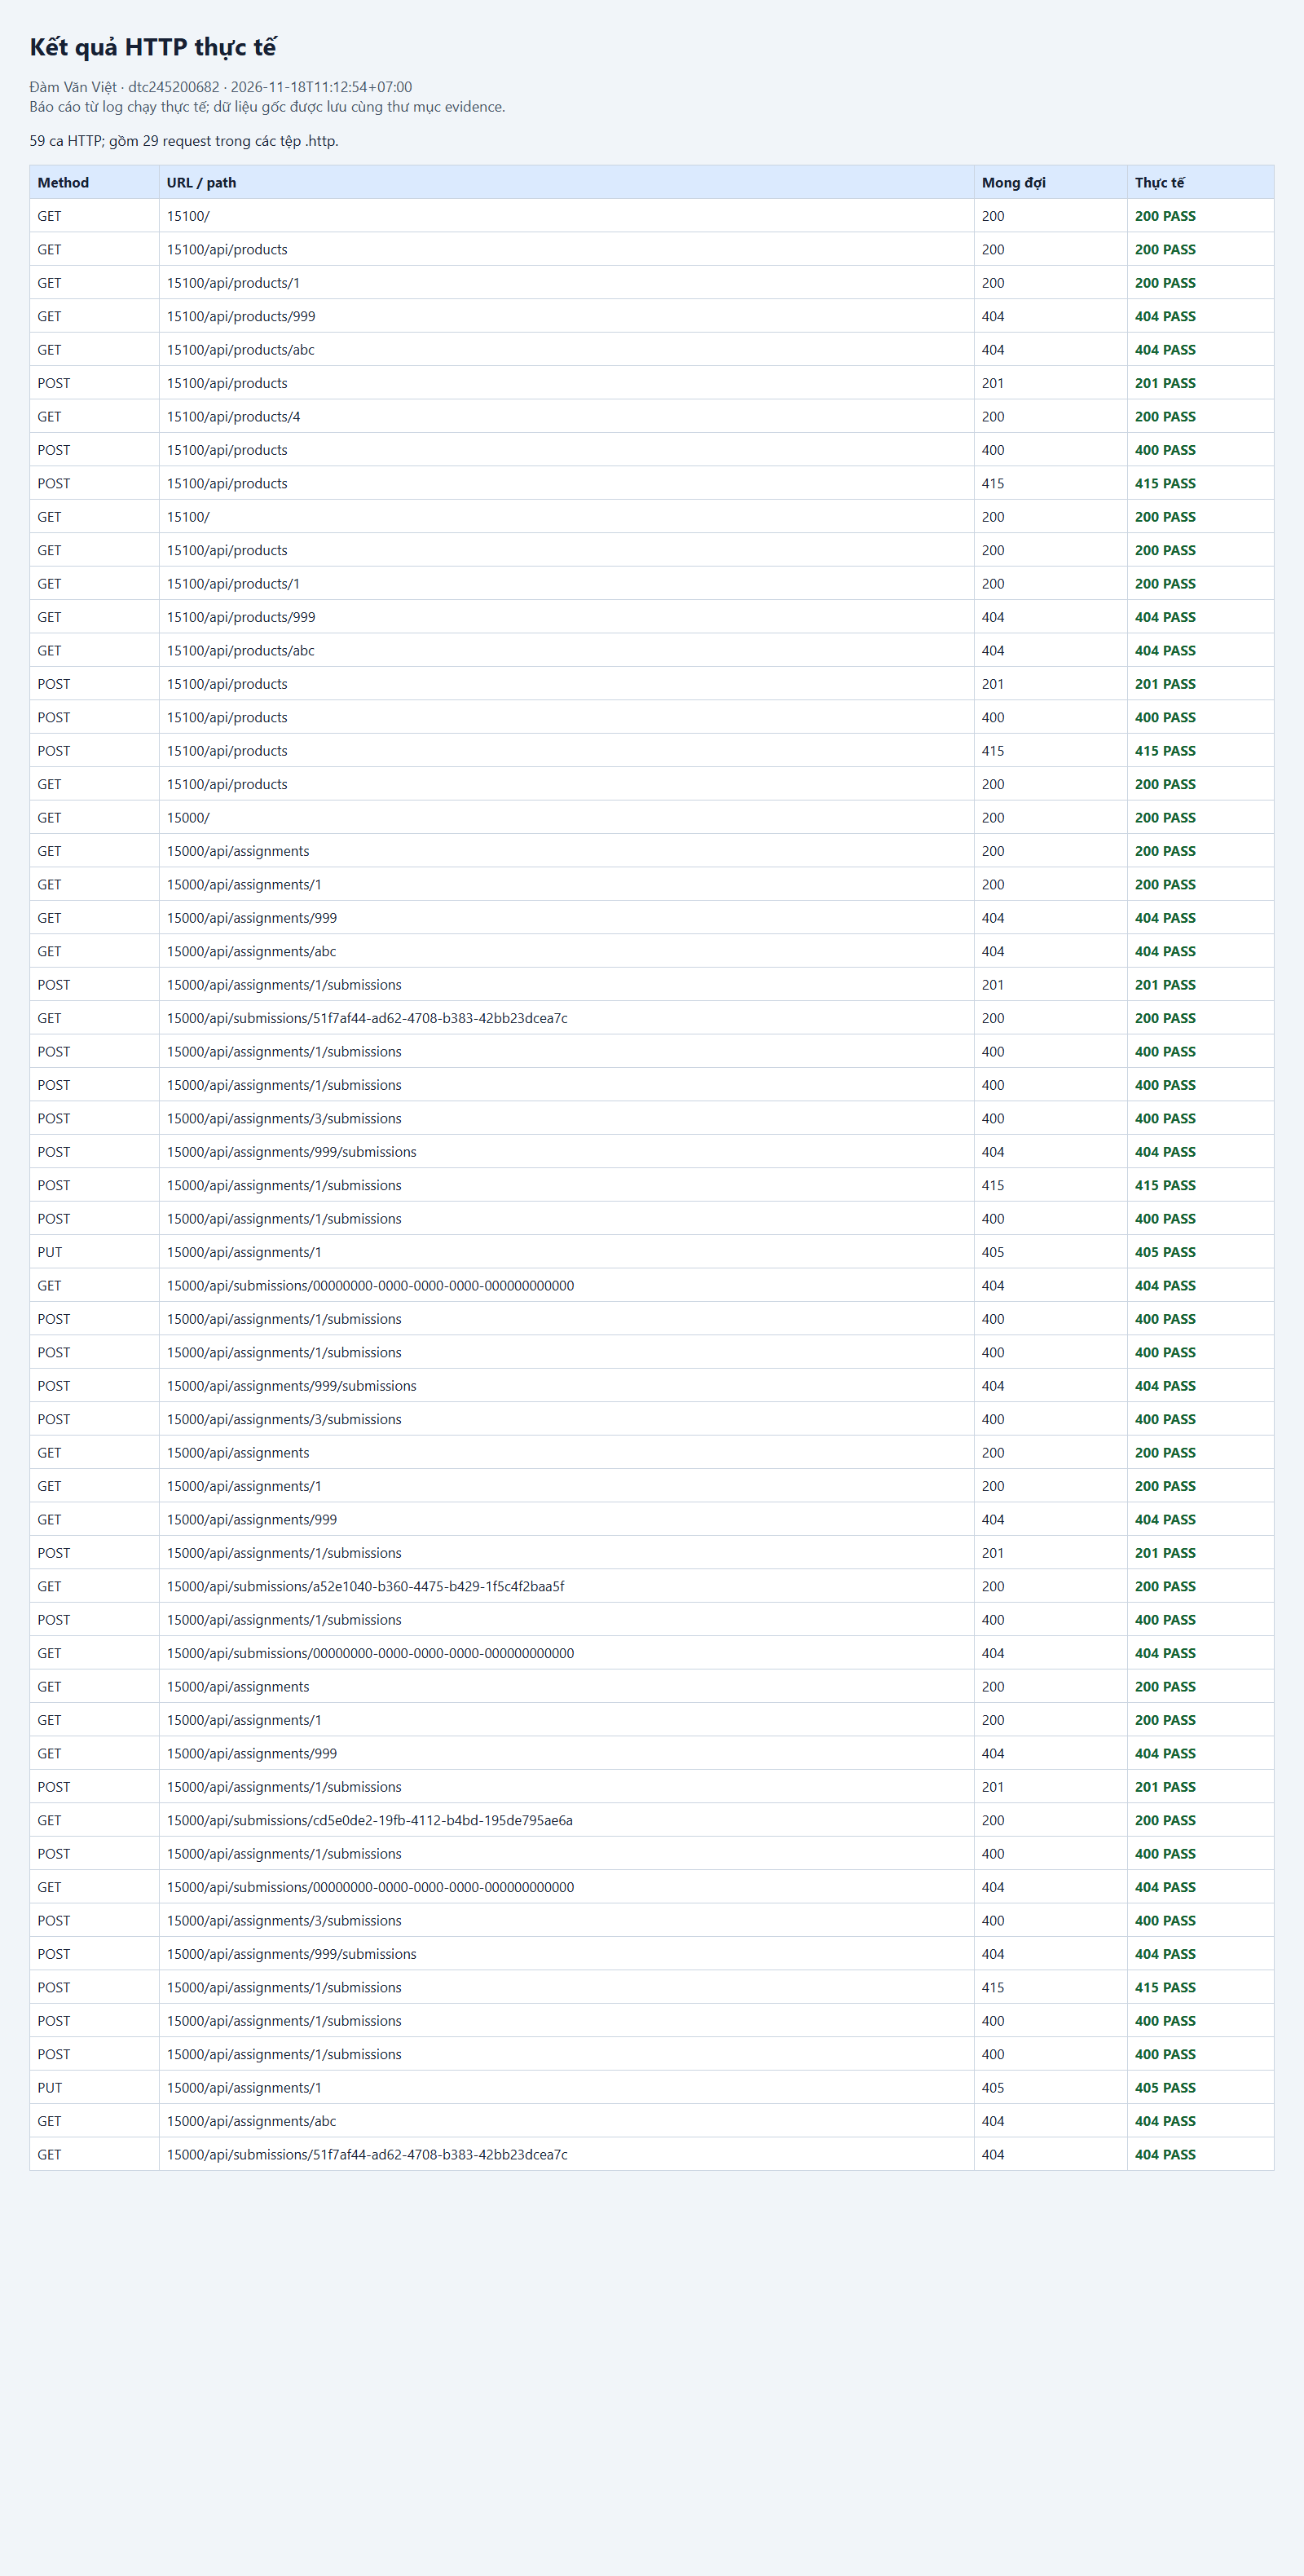 Kết quả HTTP thực tế
Đàm Văn Việt · dtc245200682 · 2026-11-18T11:12:54+07:00
Báo cáo từ log chạy thực tế; dữ liệu gốc được lưu cùng thư mục evidence.
59 ca HTTP; gồm 29 request trong các tệp .http.
Method URL / path Mong đợi Thực tế
GET 15100/ 200 200 PASS
GET 15100/api/products 200 200 PASS
GET 15100/api/products/1 200 200 PASS
GET 15100/api/products/999 404 404 PASS
GET 15100/api/products/abc 404 404 PASS
POST 15100/api/products 201 201 PASS
GET 15100/api/products/4 200 200 PASS
POST 15100/api/products 400 400 PASS
POST 15100/api/products 415 415 PASS
GET 15100/ 200 200 PASS
GET 15100/api/products 200 200 PASS
GET 15100/api/products/1 200 200 PASS
GET 15100/api/products/999 404 404 PASS
GET 15100/api/products/abc 404 404 PASS
POST 15100/api/products 201 201 PASS
POST 15100/api/products 400 400 PASS
POST 15100/api/products 415 415 PASS
GET 15100/api/products 200 200 PASS
GET 15000/ 200 200 PASS
GET 15000/api/assignments 200 200 PASS
GET 15000/api/assignments/1 200 200 PASS
GET 15000/api/assignments/999 404 404 PASS
GET 15000/api/assignments/abc 404 404 PASS
POST 15000/api/assignments/1/submissions 201 201 PASS
GET 15000/api/submissions/51f7af44-ad62-4708-b383-42bb23dcea7c 200 200 PASS
POST 15000/api/assignments/1/submissions 400 400 PASS
POST 15000/api/assignments/1/submissions 400 400 PASS
POST 15000/api/assignments/3/submissions 400 400 PASS
POST 15000/api/assignments/999/submissions 404 404 PASS
POST 15000/api/assignments/1/submissions 415 415 PASS
POST 15000/api/assignments/1/submissions 400 400 PASS
PUT 15000/api/assignments/1 405 405 PASS
GET 15000/api/submissions/00000000-0000-0000-0000-000000000000 404 404 PASS
POST 15000/api/assignments/1/submissions 400 400 PASS
POST 15000/api/assignments/1/submissions 400 400 PASS
POST 15000/api/assignments/999/submissions 404 404 PASS
POST 15000/api/assignments/3/submissions 400 400 PASS
GET 15000/api/assignments 200 200 PASS
GET 15000/api/assignments/1 200 200 PASS
GET 15000/api/assignments/999 404 404 PASS
POST 15000/api/assignments/1/submissions 201 201 PASS
GET 15000/api/submissions/a52e1040-b360-4475-b429-1f5c4f2baa5f 200 200 PASS
POST 15000/api/assignments/1/submissions 400 400 PASS
GET 15000/api/submissions/00000000-0000-0000-0000-000000000000 404 404 PASS
GET 15000/api/assignments 200 200 PASS
GET 15000/api/assignments/1 200 200 PASS
GET 15000/api/assignments/999 404 404 PASS
POST 15000/api/assignments/1/submissions 201 201 PASS
GET 15000/api/submissions/cd5e0de2-19fb-4112-b4bd-195de795ae6a 200 200 PASS
POST 15000/api/assignments/1/submissions 400 400 PASS
GET 15000/api/submissions/00000000-0000-0000-0000-000000000000 404 404 PASS
POST 15000/api/assignments/3/submissions 400 400 PASS
POST 15000/api/assignments/999/submissions 404 404 PASS
POST 15000/api/assignments/1/submissions 415 415 PASS
POST 15000/api/assignments/1/submissions 400 400 PASS
POST 15000/api/assignments/1/submissions 400 400 PASS
PUT 15000/api/assignments/1 405 405 PASS
GET 15000/api/assignments/abc 404 404 PASS
GET 15000/api/submissions/51f7af44-ad62-4708-b383-42bb23dcea7c 404 404 PASS